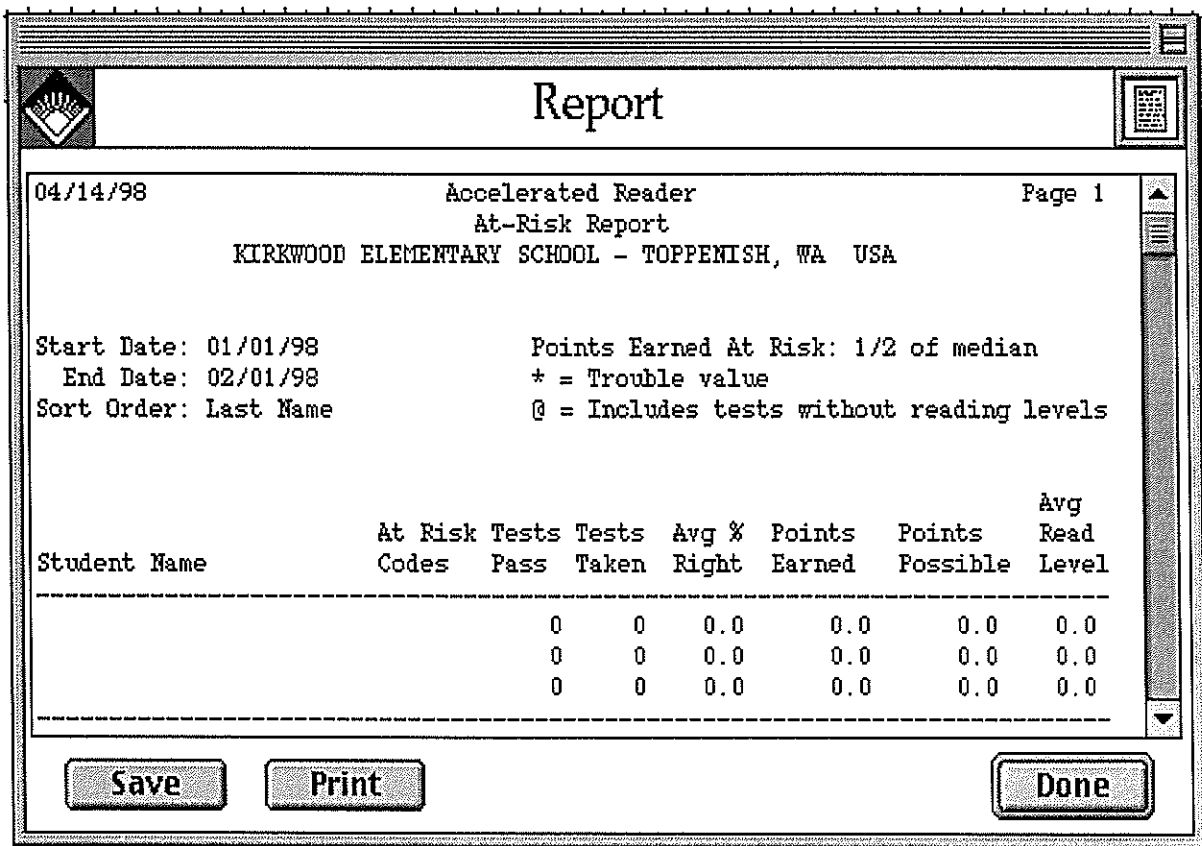 Report
04/14/98 Accelerated Reader Page 1
At-Risk Report
KIRKWOOD ELEMENTARY SCHOOL - TOPPENISH, WA USA
Start Date: 01/01/98 Points Earned At Risk: 1/2 of median
End Date: 02/01/98 * = Trouble value
Sort Order: Last Name @ = Includes tests without reading levels
Avg
At Risk Tests Tests Avg % Points Points Read
Student Name Codes Pass Taken Right Earned Possible Level
0 0 0.0 0.0 0.0 0.0
0 0 0.0 0.0 0.0 0.0
0 0 0.0 0.0 0.0 0.0
Save Print Done